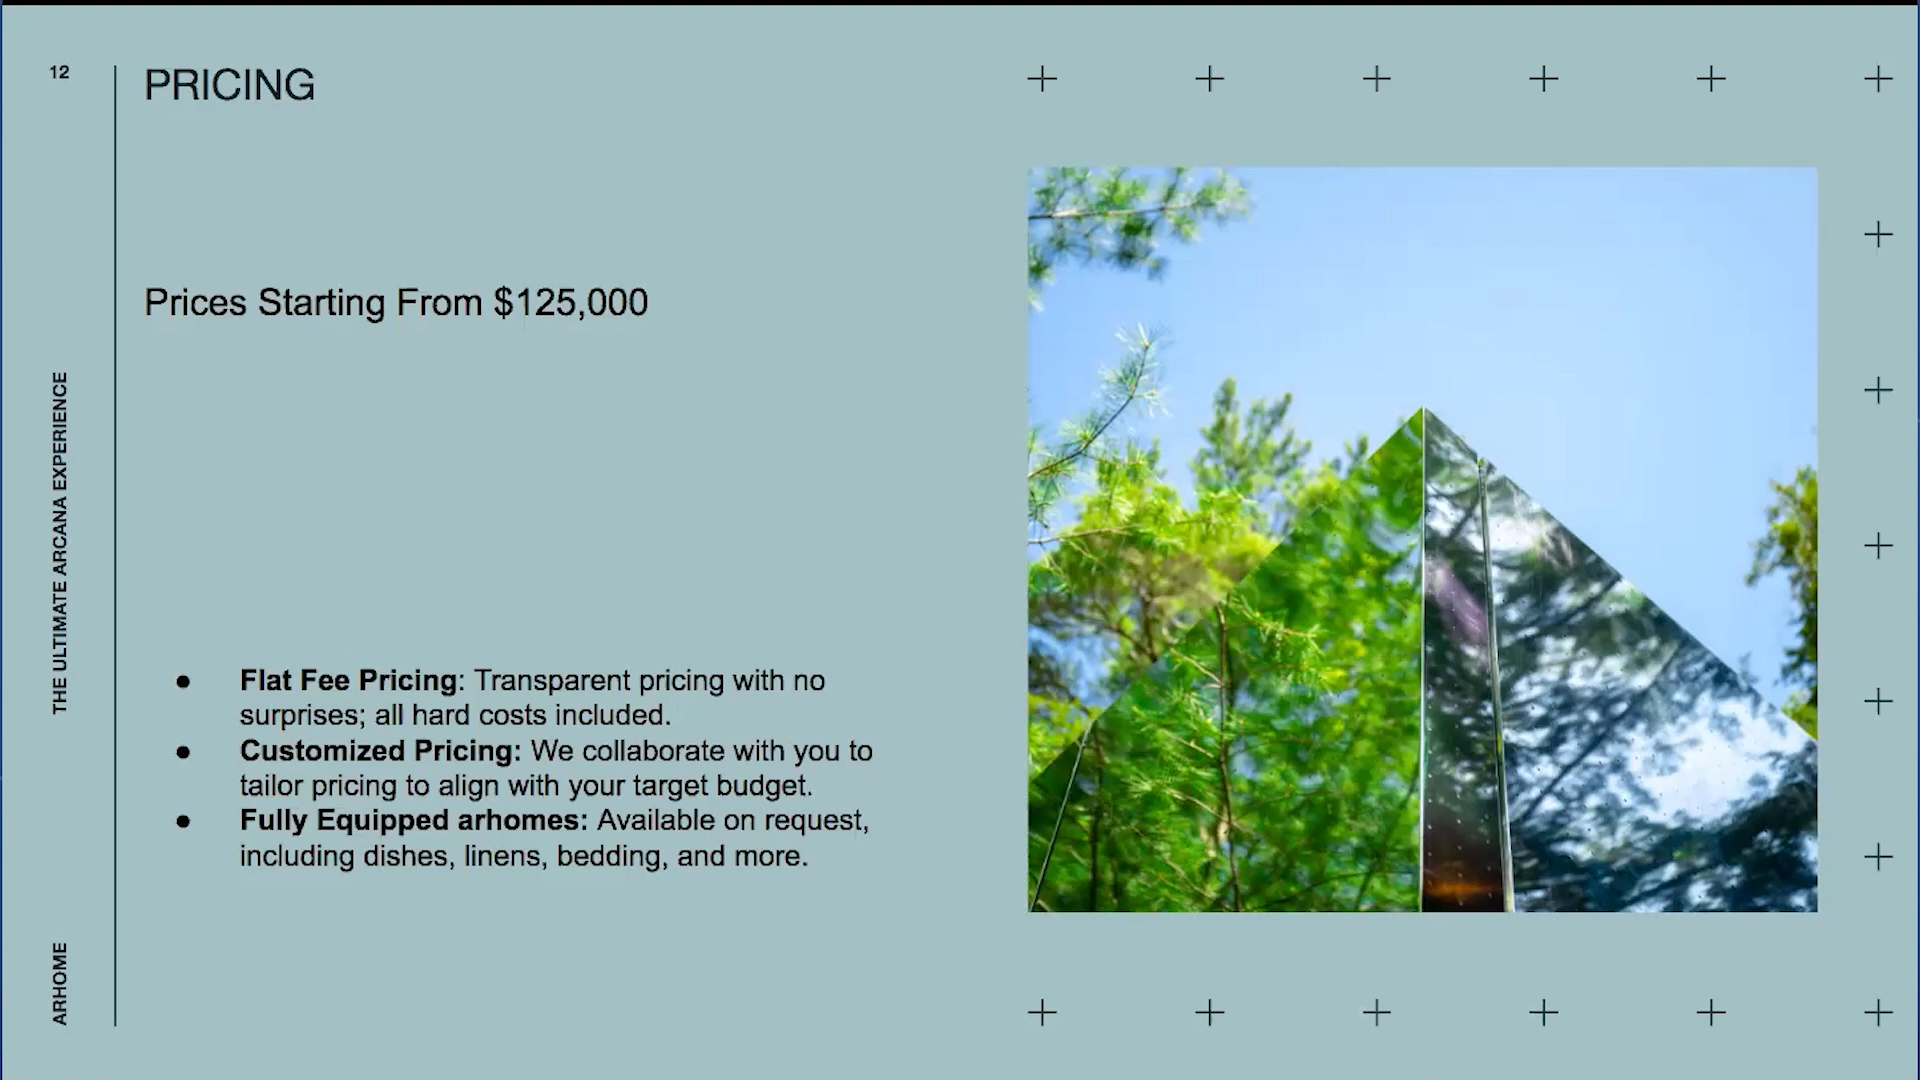 12
PRICING
Prices Starting From $125,000
THE ULTIMATE ARCANA EXPERIENCE
● Flat Fee Pricing: Transparent pricing with no
surprises; all hard costs included.
● Customized Pricing: We collaborate with you to
tailor pricing to align with your target budget.
● Fully Equipped arhomes: Available on request,
including dishes, linens, bedding, and more.
ARHOME